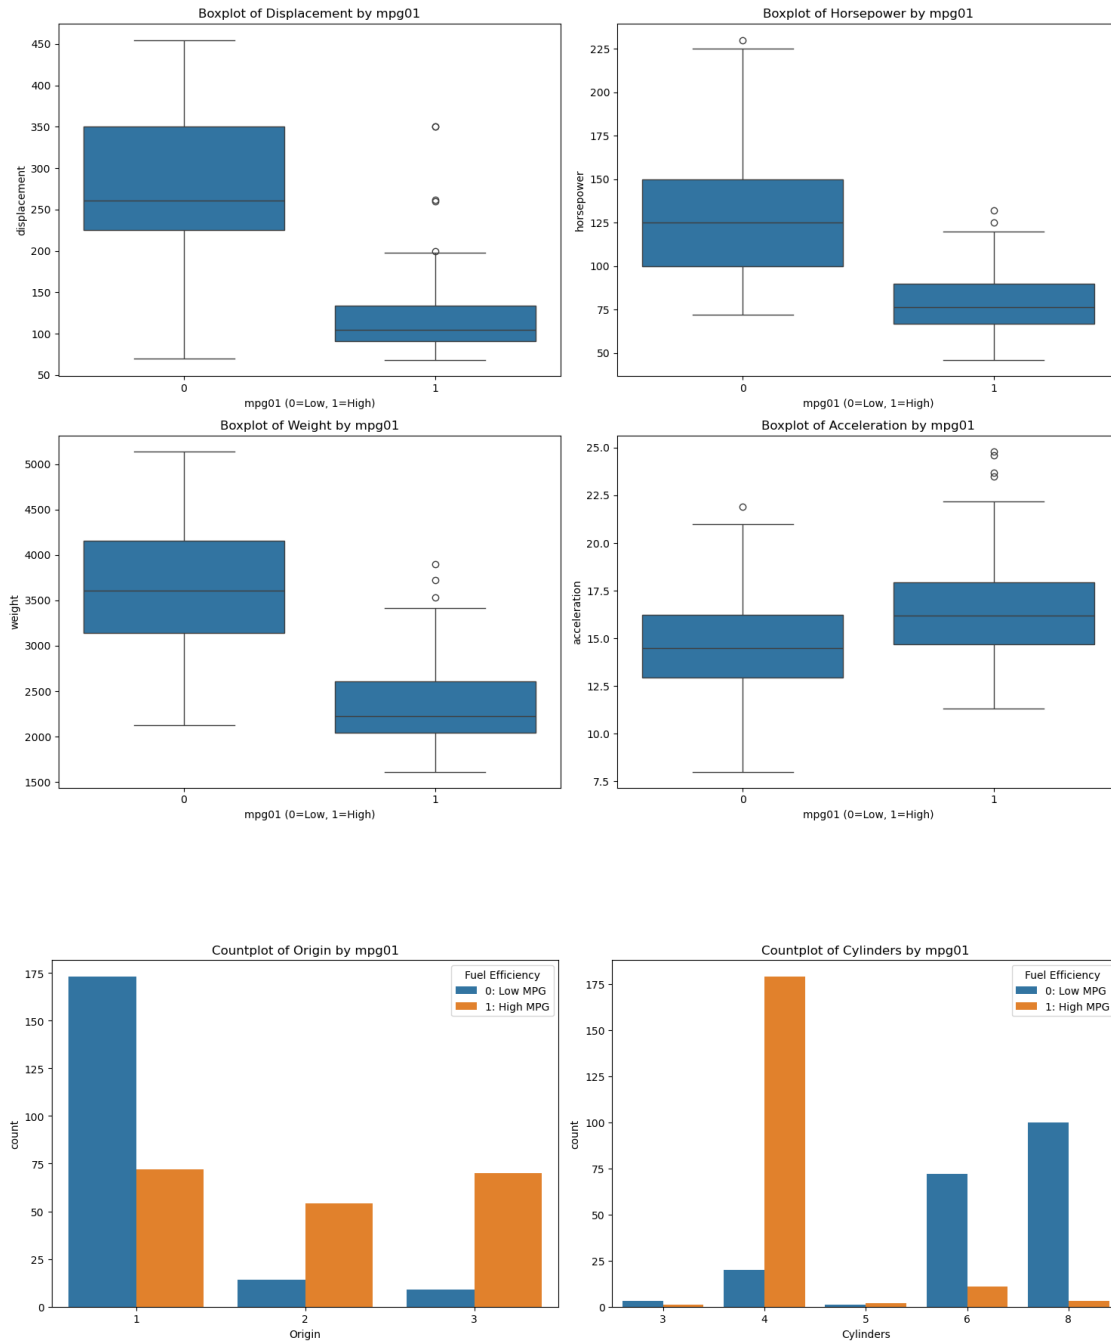 Boxplot of Displacement by mpg01
450
400
350
300
250
200
150
100
50
displacement
0
1
mpg01 (0=Low, 1=High)
Boxplot of Horsepower by mpg01
225
200
175
150
125
100
75
50
horsepower
0
1
mpg01 (0=Low, 1=High)
Boxplot of Weight by mpg01
5000
4500
4000
3500
3000
2500
2000
1500
weight
0
1
mpg01 (0=Low, 1=High)
Boxplot of Acceleration by mpg01
25.0
22.5
20.0
17.5
15.0
12.5
10.0
7.5
acceleration
0
1
mpg01 (0=Low, 1=High)
Countplot of Origin by mpg01
175
150
125
100
75
50
25
0
count
Fuel Efficiency
0: Low MPG
1: High MPG
1
2
3
Origin
Countplot of Cylinders by mpg01
175
150
125
100
75
50
25
0
count
Fuel Efficiency
0: Low MPG
1: High MPG
3
4
5
6
8
Cylinders